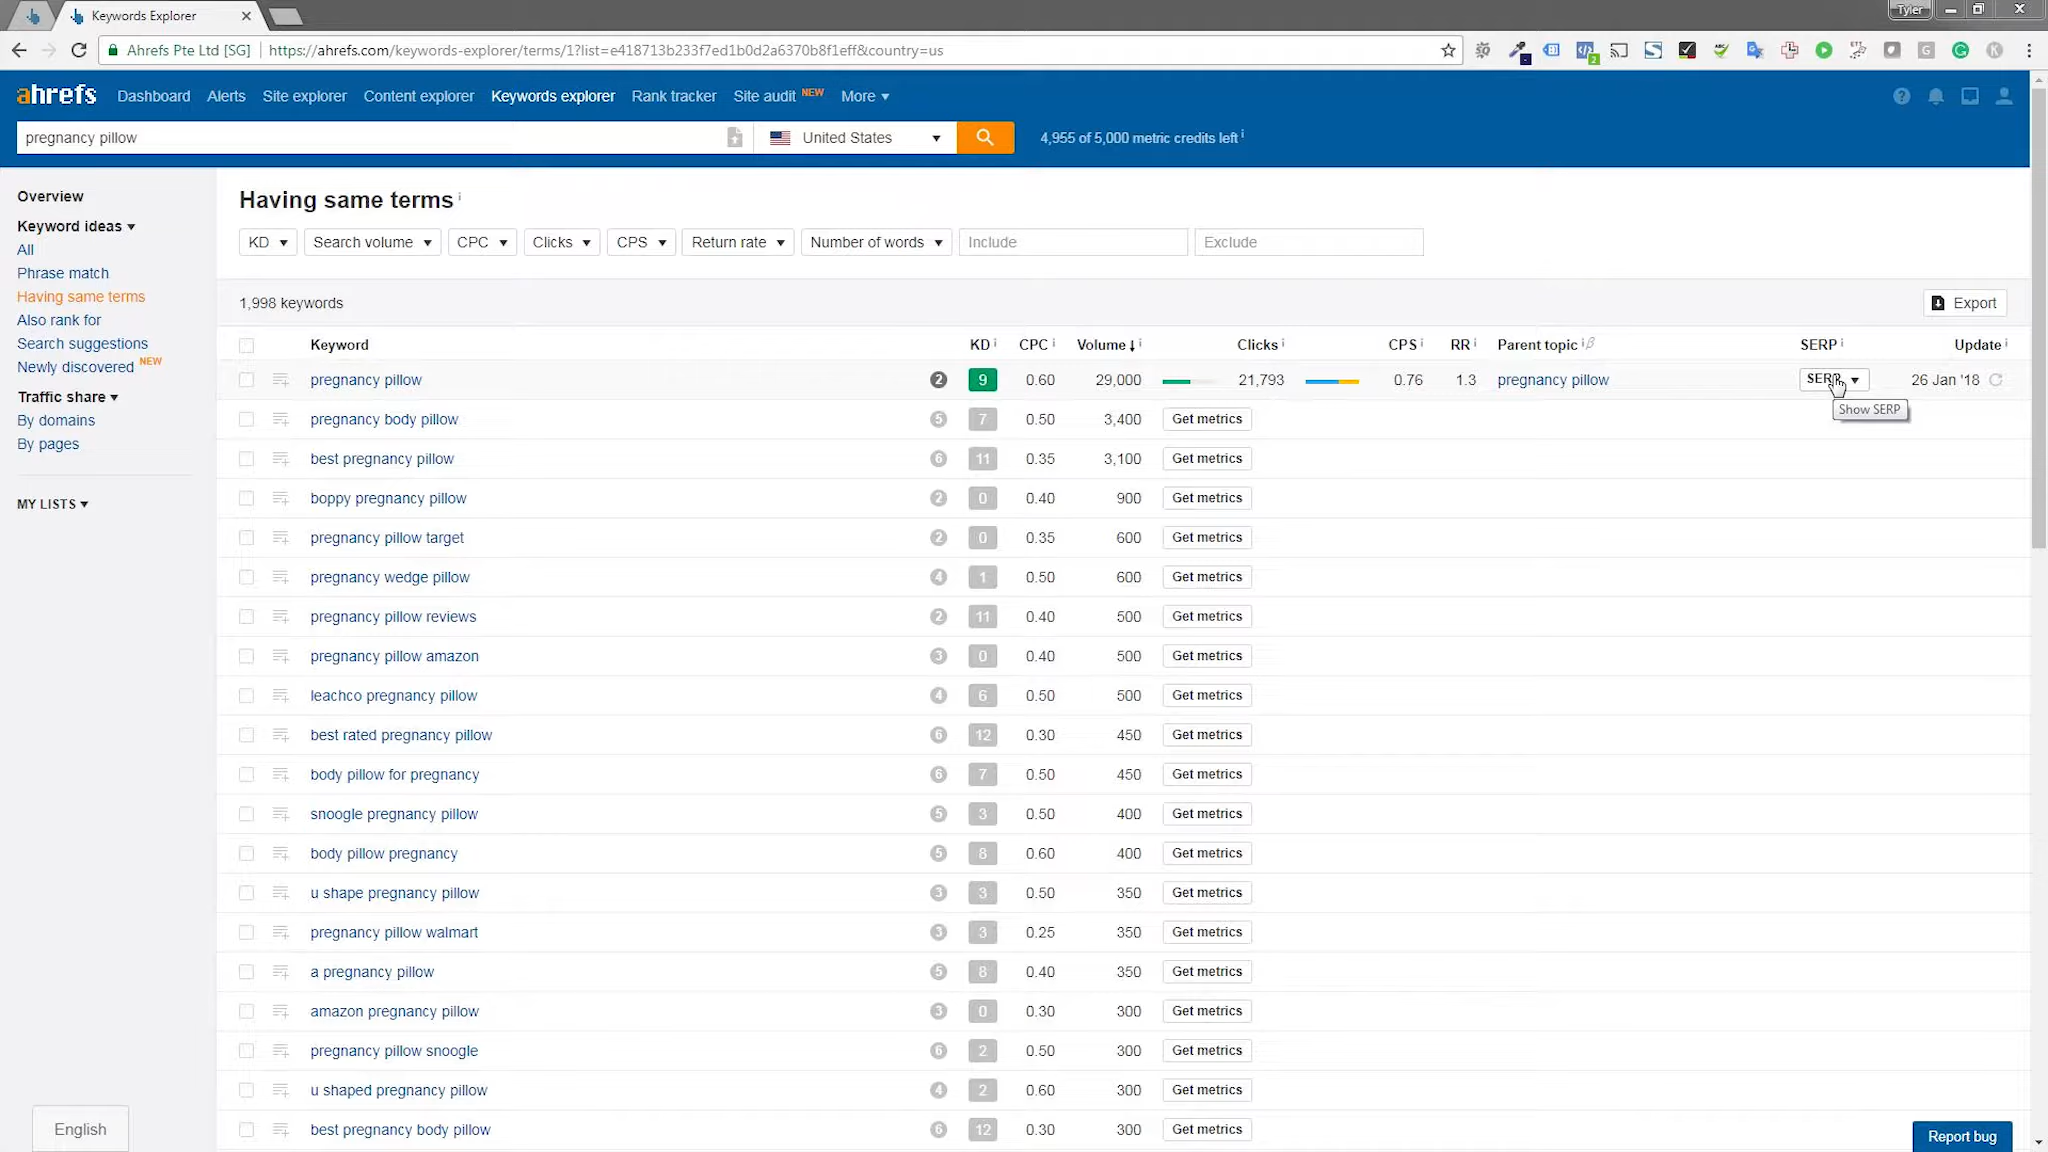 Keywords Explorer
Tyler
Ahrefs Pte Ltd [SG] https://ahrefs.com/keywords-explorer/terms/1?list=e418713b233f7ed1b0d2a6370b8f1eff&country=us
ahrefs Dashboard Alerts Site explorer Content explorer Keywords explorer Rank tracker Site audit NEW More
pregnancy pillow United States 4,955 of 5,000 metric credits left
Overview
Keyword ideas
All
Phrase match
Having same terms
Also rank for
Search suggestions
Newly discovered NEW
Traffic share
By domains
By pages
MY LISTS
English
Having same terms
KD Search volume CPC Clicks CPS Return rate Number of words Include Exclude
1,998 keywords Export
Keyword KD CPC Volume Clicks CPS RR Parent topic SERP Update
pregnancy pillow 2 9 0.60 29,000 21,793 0.76 1.3 pregnancy pillow SERP 26 Jan '18
Show SERP
pregnancy body pillow 5 7 0.50 3,400 Get metrics
best pregnancy pillow 6 11 0.35 3,100 Get metrics
boppy pregnancy pillow 2 0 0.40 900 Get metrics
pregnancy pillow target 2 0 0.35 600 Get metrics
pregnancy wedge pillow 4 1 0.50 600 Get metrics
pregnancy pillow reviews 2 11 0.40 500 Get metrics
pregnancy pillow amazon 3 0 0.40 500 Get metrics
leachco pregnancy pillow 4 6 0.50 500 Get metrics
best rated pregnancy pillow 6 12 0.30 450 Get metrics
body pillow for pregnancy 6 7 0.50 450 Get metrics
snoogle pregnancy pillow 5 3 0.50 400 Get metrics
body pillow pregnancy 5 8 0.60 400 Get metrics
u shape pregnancy pillow 3 3 0.50 350 Get metrics
pregnancy pillow walmart 3 3 0.25 350 Get metrics
a pregnancy pillow 5 8 0.40 350 Get metrics
amazon pregnancy pillow 3 0 0.30 300 Get metrics
pregnancy pillow snoogle 6 2 0.50 300 Get metrics
u shaped pregnancy pillow 4 2 0.60 300 Get metrics
best pregnancy body pillow 6 12 0.30 300 Get metrics
Report bug